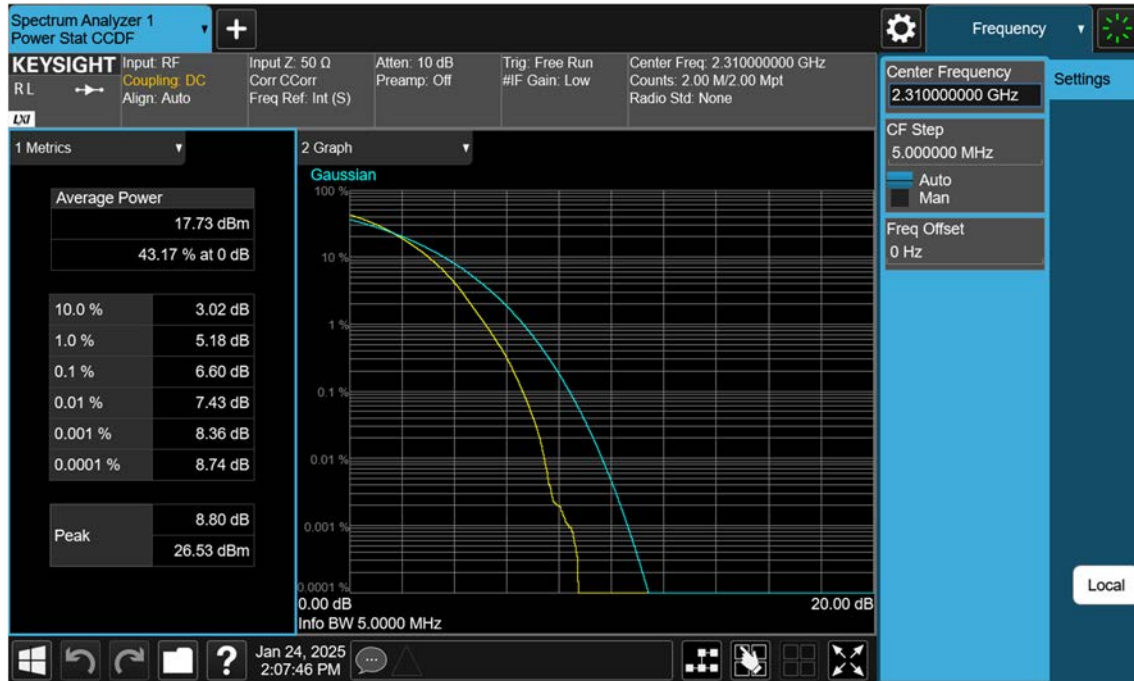 Spectrum Analyzer 1
Power Stat CCDF
+
Frequency
KEYSIGHT
RL
LXI
Input: RF
Coupling: DC
Align: Auto
Input Z: 50 Ω
Corr CCorr
Freq Ref: Int (S)
Atten: 10 dB
Preamp: Off
Trig: Free Run
#IF Gain: Low
Center Freq: 2.310000000 GHz
Counts: 2.00 M/2.00 Mpt
Radio Std: None
Center Frequency
2.310000000 GHz
Settings
CF Step
5.000000 MHz
Auto
Man
Freq Offset
0 Hz
Local
1 Metrics
Average Power
17.73 dBm
43.17 % at 0 dB
10.0 % 3.02 dB
1.0 % 5.18 dB
0.1 % 6.60 dB
0.01 % 7.43 dB
0.001 % 8.36 dB
0.0001 % 8.74 dB
Peak
8.80 dB
26.53 dBm
2 Graph
Gaussian
100 %
10 %
1 %
0.1 %
0.01 %
0.001 %
0.0001 %
0.00 dB 20.00 dB
Info BW 5.0000 MHz
?
Jan 24, 2025
2:07:46 PM